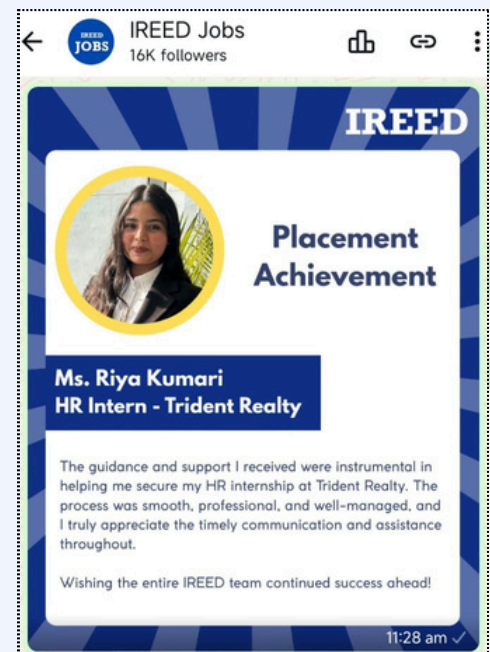 IREED JOBS
IREED Jobs
16K followers
IREED
Placement
Achievement
Ms. Riya Kumari
HR Intern - Trident Realty
The guidance and support I received were instrumental in
helping me secure my HR internship at Trident Realty. The
process was smooth, professional, and well-managed, and
I truly appreciate the timely communication and assistance
throughout.
Wishing the entire IREED team continued success ahead!
11:28 am